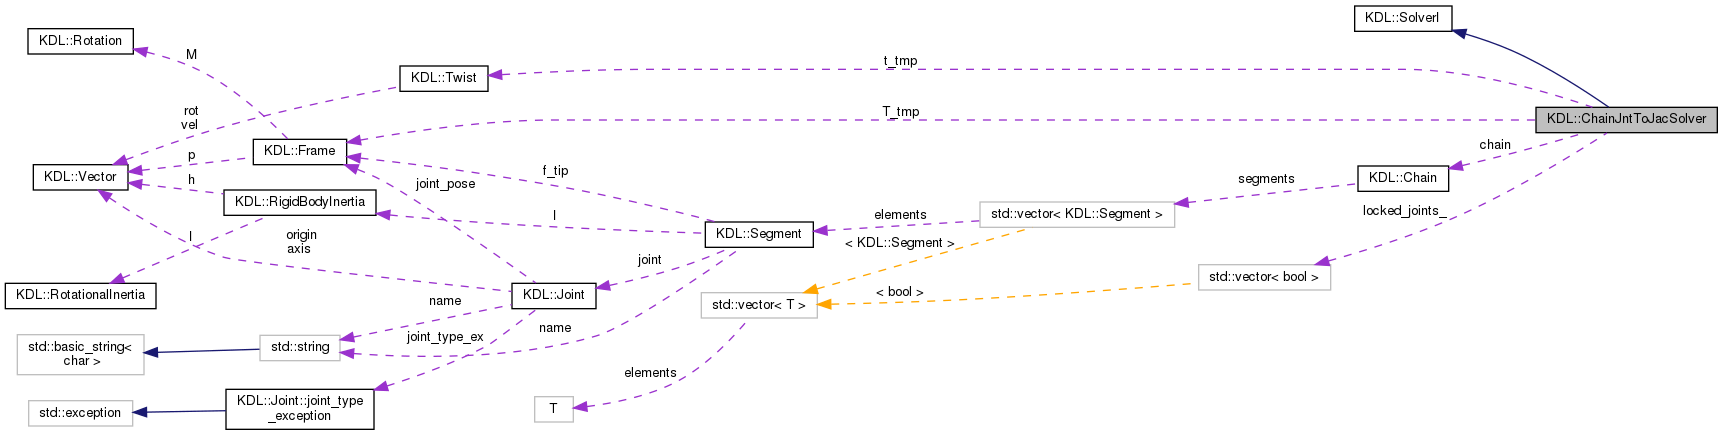 KDL::SolverI
KDL::Rotation
M
t_tmp
KDL::Twist
rot
vel
T_tmp
KDL::ChainJntToJacSolver
chain
KDL::Frame
p
KDL::Vector
f_tip
h
joint_pose
KDL::Chain
segments
KDL::RigidBodyInertia
I
elements
std::vector< KDL::Segment >
locked_joints_
KDL::Segment
I
origin
axis
< KDL::Segment >
joint
std::vector< bool >
KDL::RotationalInertia
KDL::Joint
name
< bool >
std::vector< T >
name
joint_type_ex
std::basic_string<
char >
std::string
elements
std::exception
KDL::Joint::joint_type
_exception
T